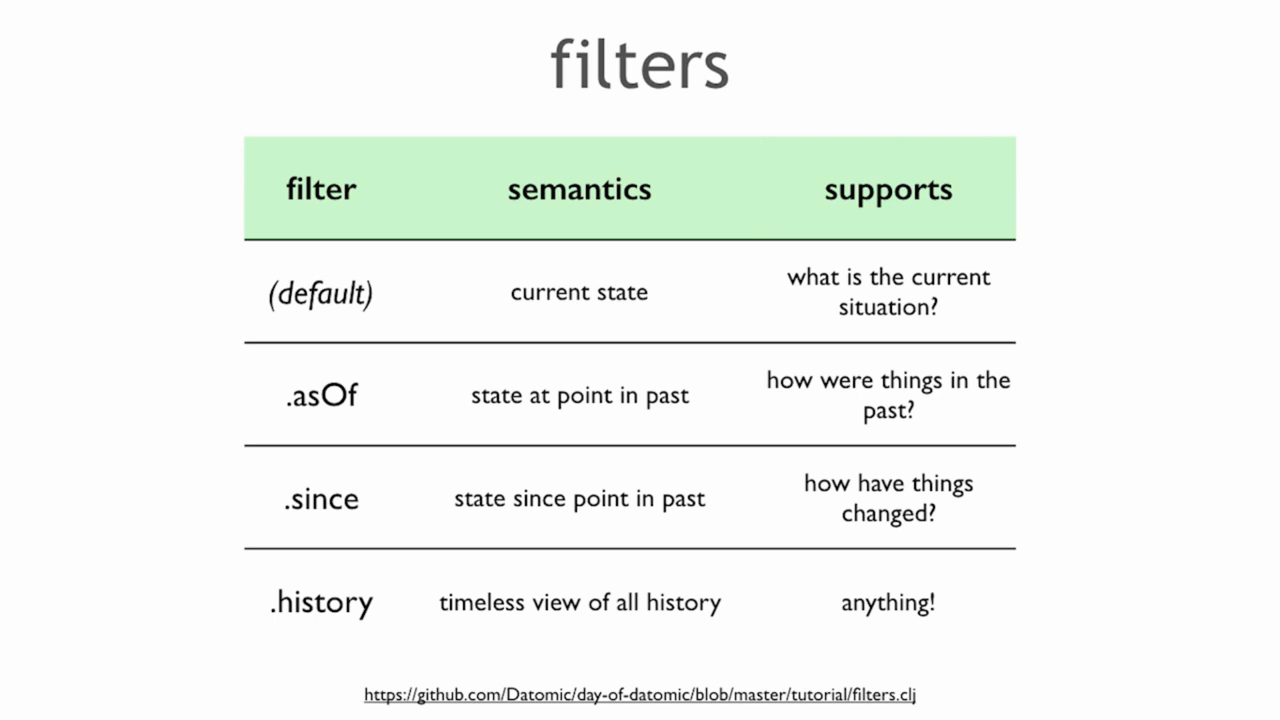 filters
filter semantics supports
(default) current state what is the current
situation?
.asOf state at point in past how were things in the
past?
.since state since point in past how have things
changed?
.history timeless view of all history anything!
https://github.com/Datomic/day-of-datomic/blob/master/tutorial/filters.clj